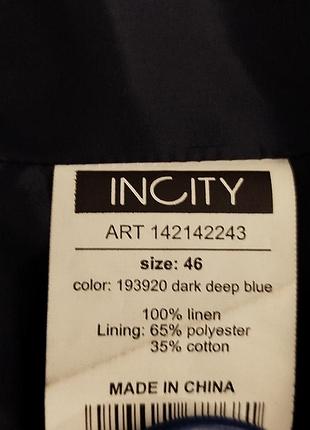 INCITY
ART 142142243
size: 46
color: 193920 dark deep blue
100% linen
Lining: 65% polyester
35% cotton
MADE IN CHINA